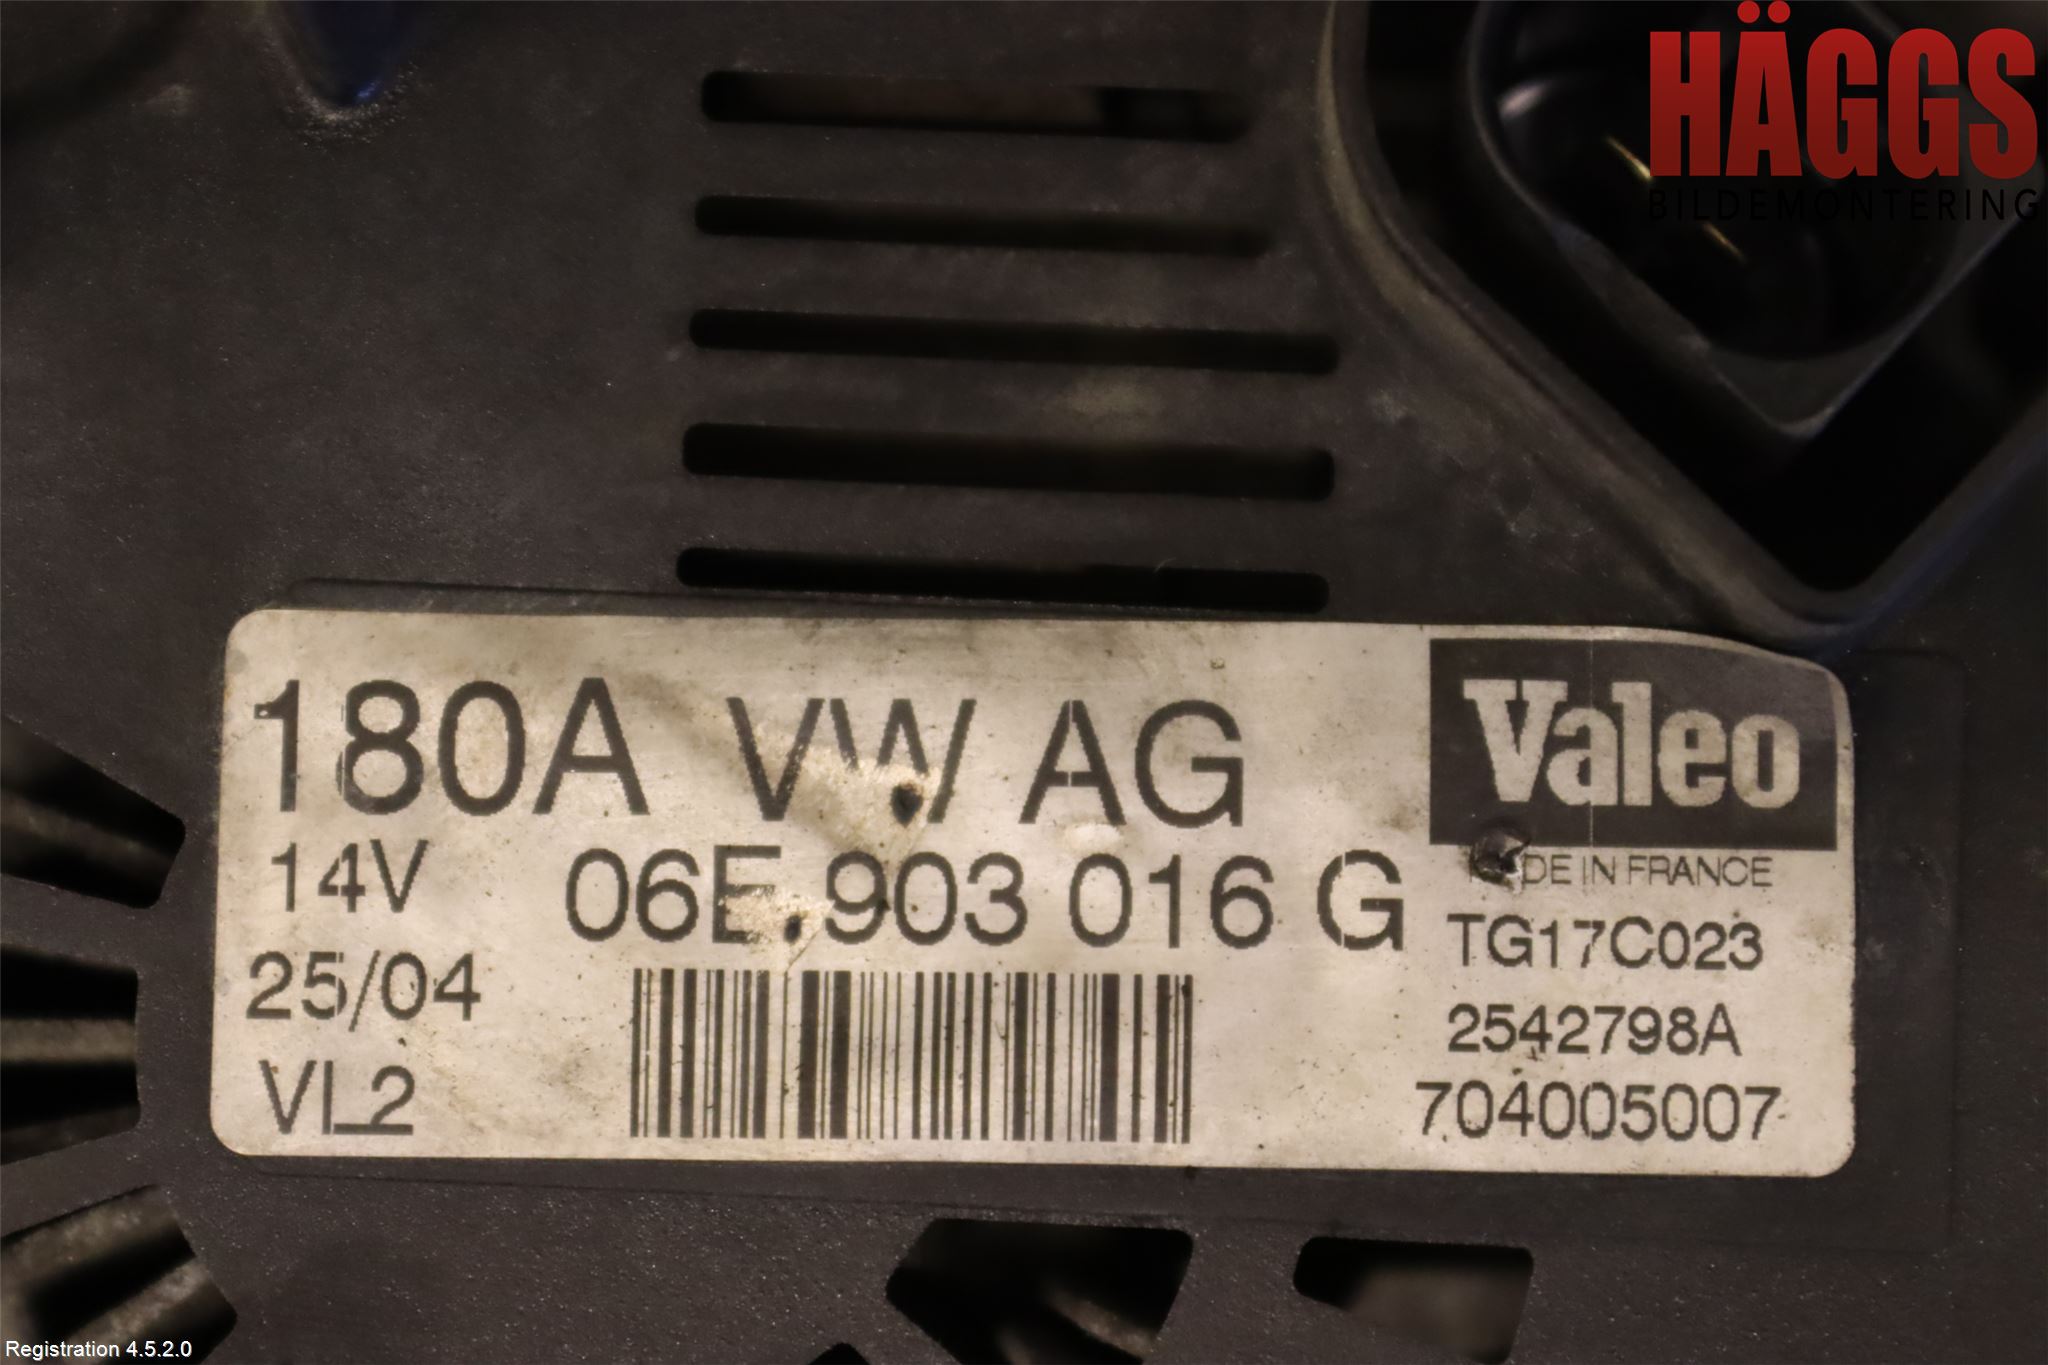 HÄGGS
BILDEMONTERING
180A VW AG
Valeo
14V 06E 903 016 G
MADE IN FRANCE
25/04
TG17C023
2542798A
VL2
704005007
Registration 4.5.2.0